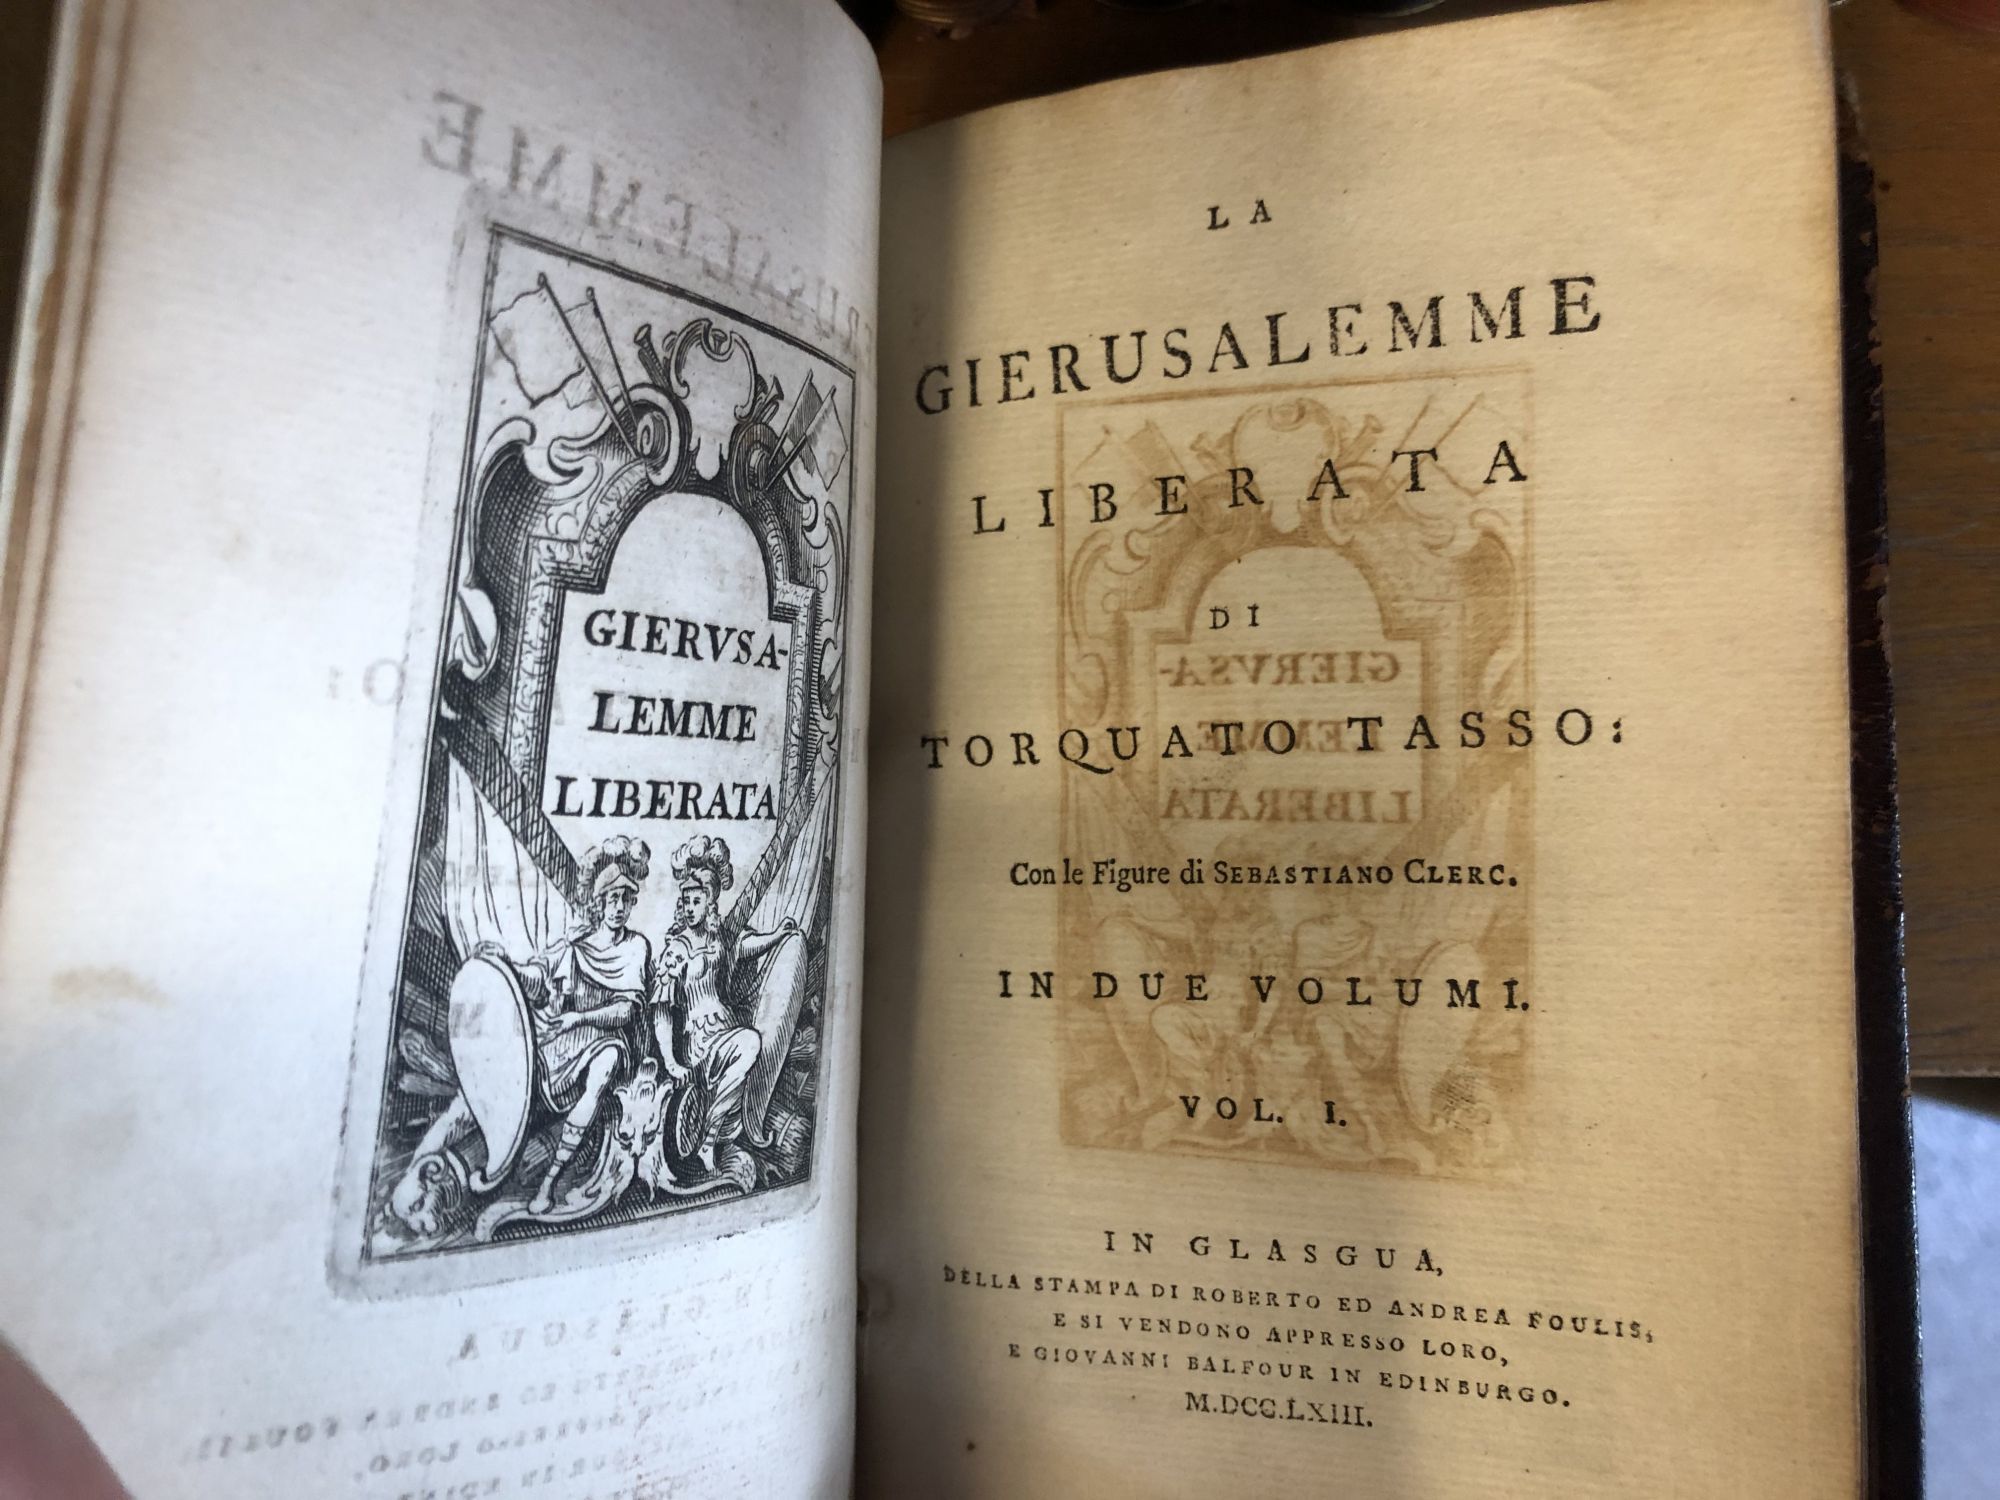 GIERVSA-
LEMME
LIBERATA
LA
GIERUSALEMME
LIBERATA
DI
TORQUATO TASSO:
Con le Figure di SEBASTIANO CLERC.
IN DUE VOLUMI.
VOL. I.
IN GLASGUA,
DELLA STAMPA DI ROBERTO ED ANDREA FOULIS;
E SI VENDONO APPRESSO LORO,
E GIOVANNI BALFOUR IN EDINBURGO.
M.DCC.LXIII.